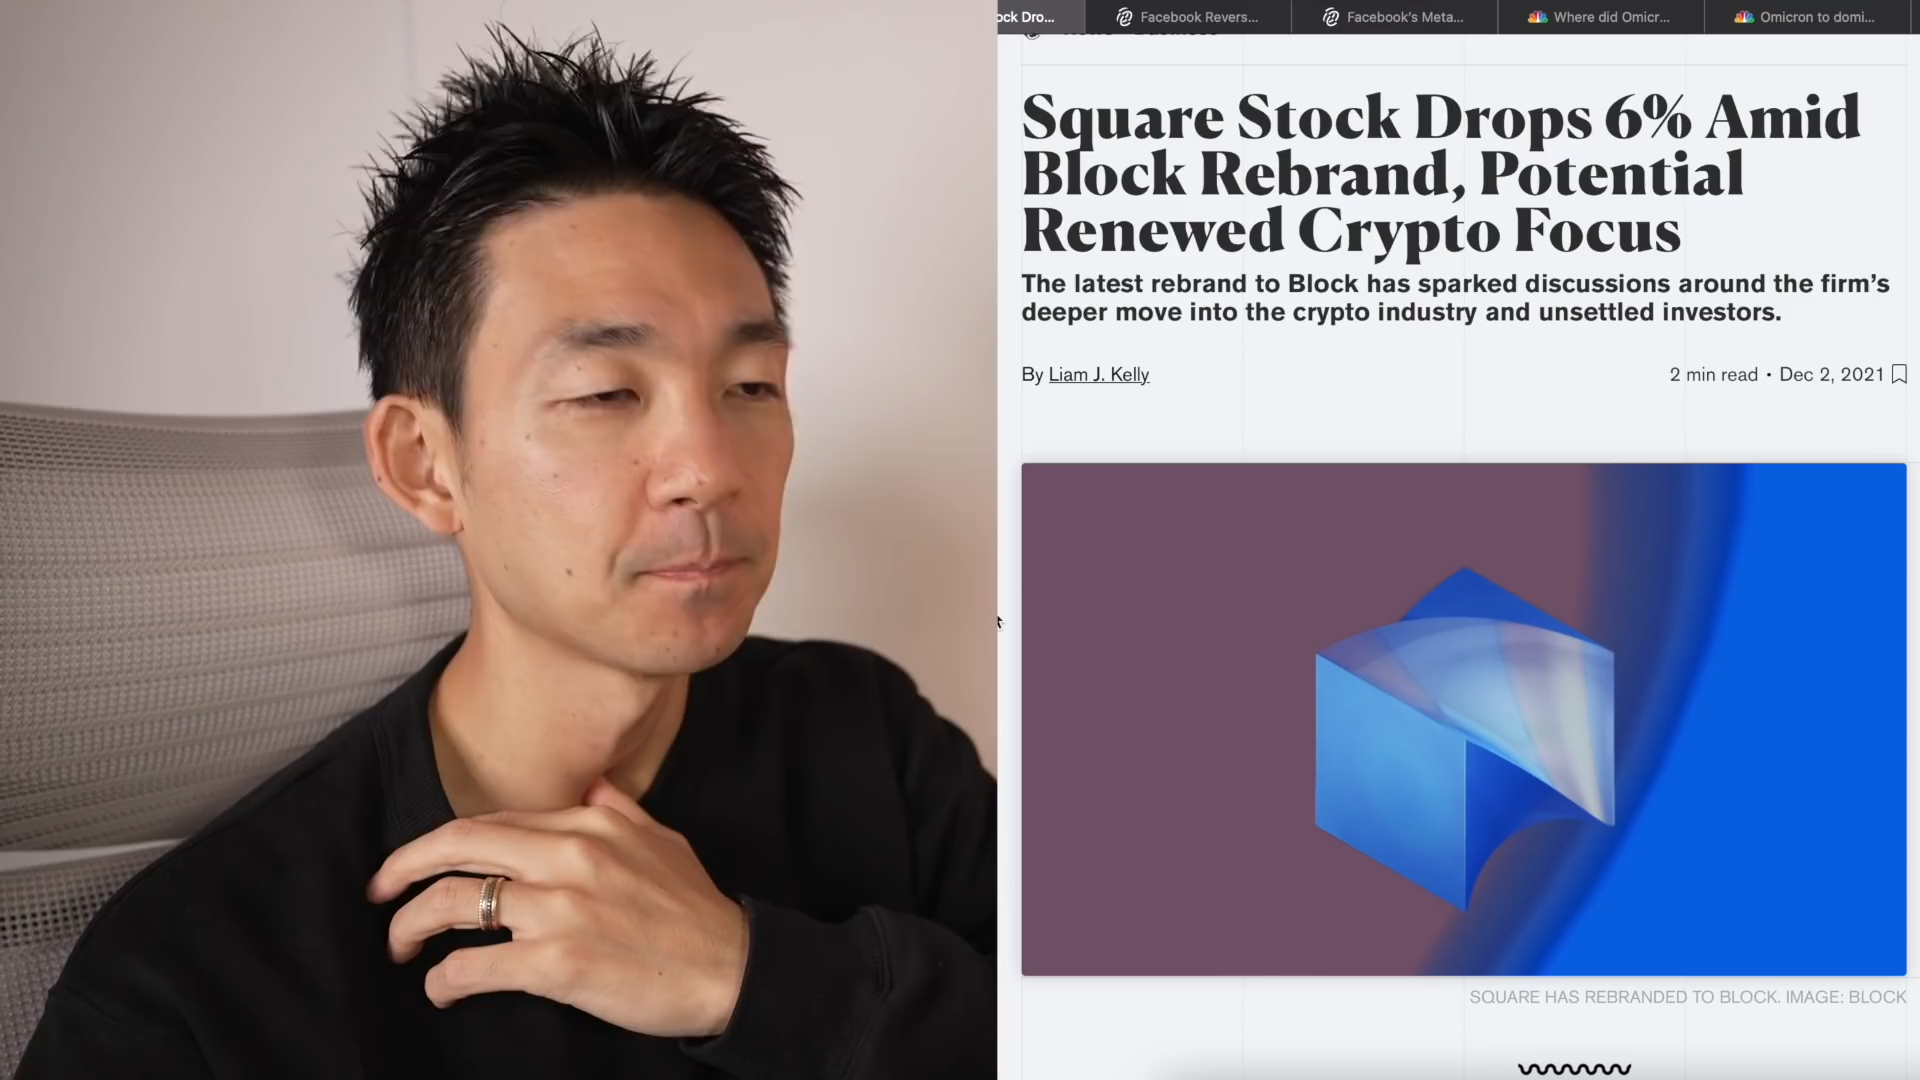 ock Dro...
Facebook Revers...
Facebook's Meta...
Where did Omicr...
Omicron to domi...
Square Stock Drops 6% Amid
Block Rebrand, Potential
Renewed Crypto Focus
The latest rebrand to Block has sparked discussions around the firm’s
deeper move into the crypto industry and unsettled investors.
By Liam J. Kelly
2 min read • Dec 2, 2021
SQUARE HAS REBRANDED TO BLOCK. IMAGE: BLOCK